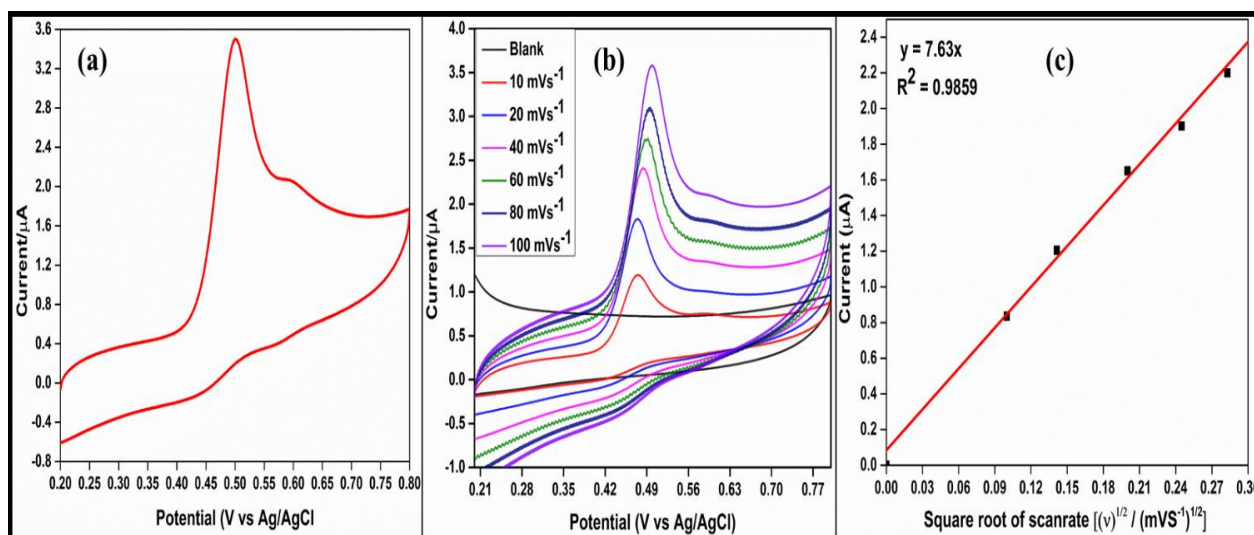 (a)
Current/µA
3.6
3.2
2.8
2.4
2.0
1.6
1.2
0.8
0.4
0.0
-0.4
-0.8
0.20 0.25 0.30 0.35 0.40 0.45 0.50 0.55 0.60 0.65 0.70 0.75 0.80
Potential (V vs Ag/AgCl
(b)
Current/µA
4.0
3.5
3.0
2.5
2.0
1.5
1.0
0.5
0.0
-0.5
-1.0
Blank
10 mVs-1
20 mVs-1
40 mVs-1
60 mVs-1
80 mVs-1
100 mVs-1
0.21 0.28 0.35 0.42 0.49 0.56 0.63 0.70 0.77
Potential (V vs Ag/AgCl)
(c)
y = 7.63x
R2 = 0.9859
Current (µA)
2.4
2.2
2.0
1.8
1.6
1.4
1.2
1.0
0.8
0.6
0.4
0.2
0.0
0.00 0.03 0.06 0.09 0.12 0.15 0.18 0.21 0.24 0.27 0.30
Square root of scanrate [(ν)1/2 / (mVS-1)1/2]